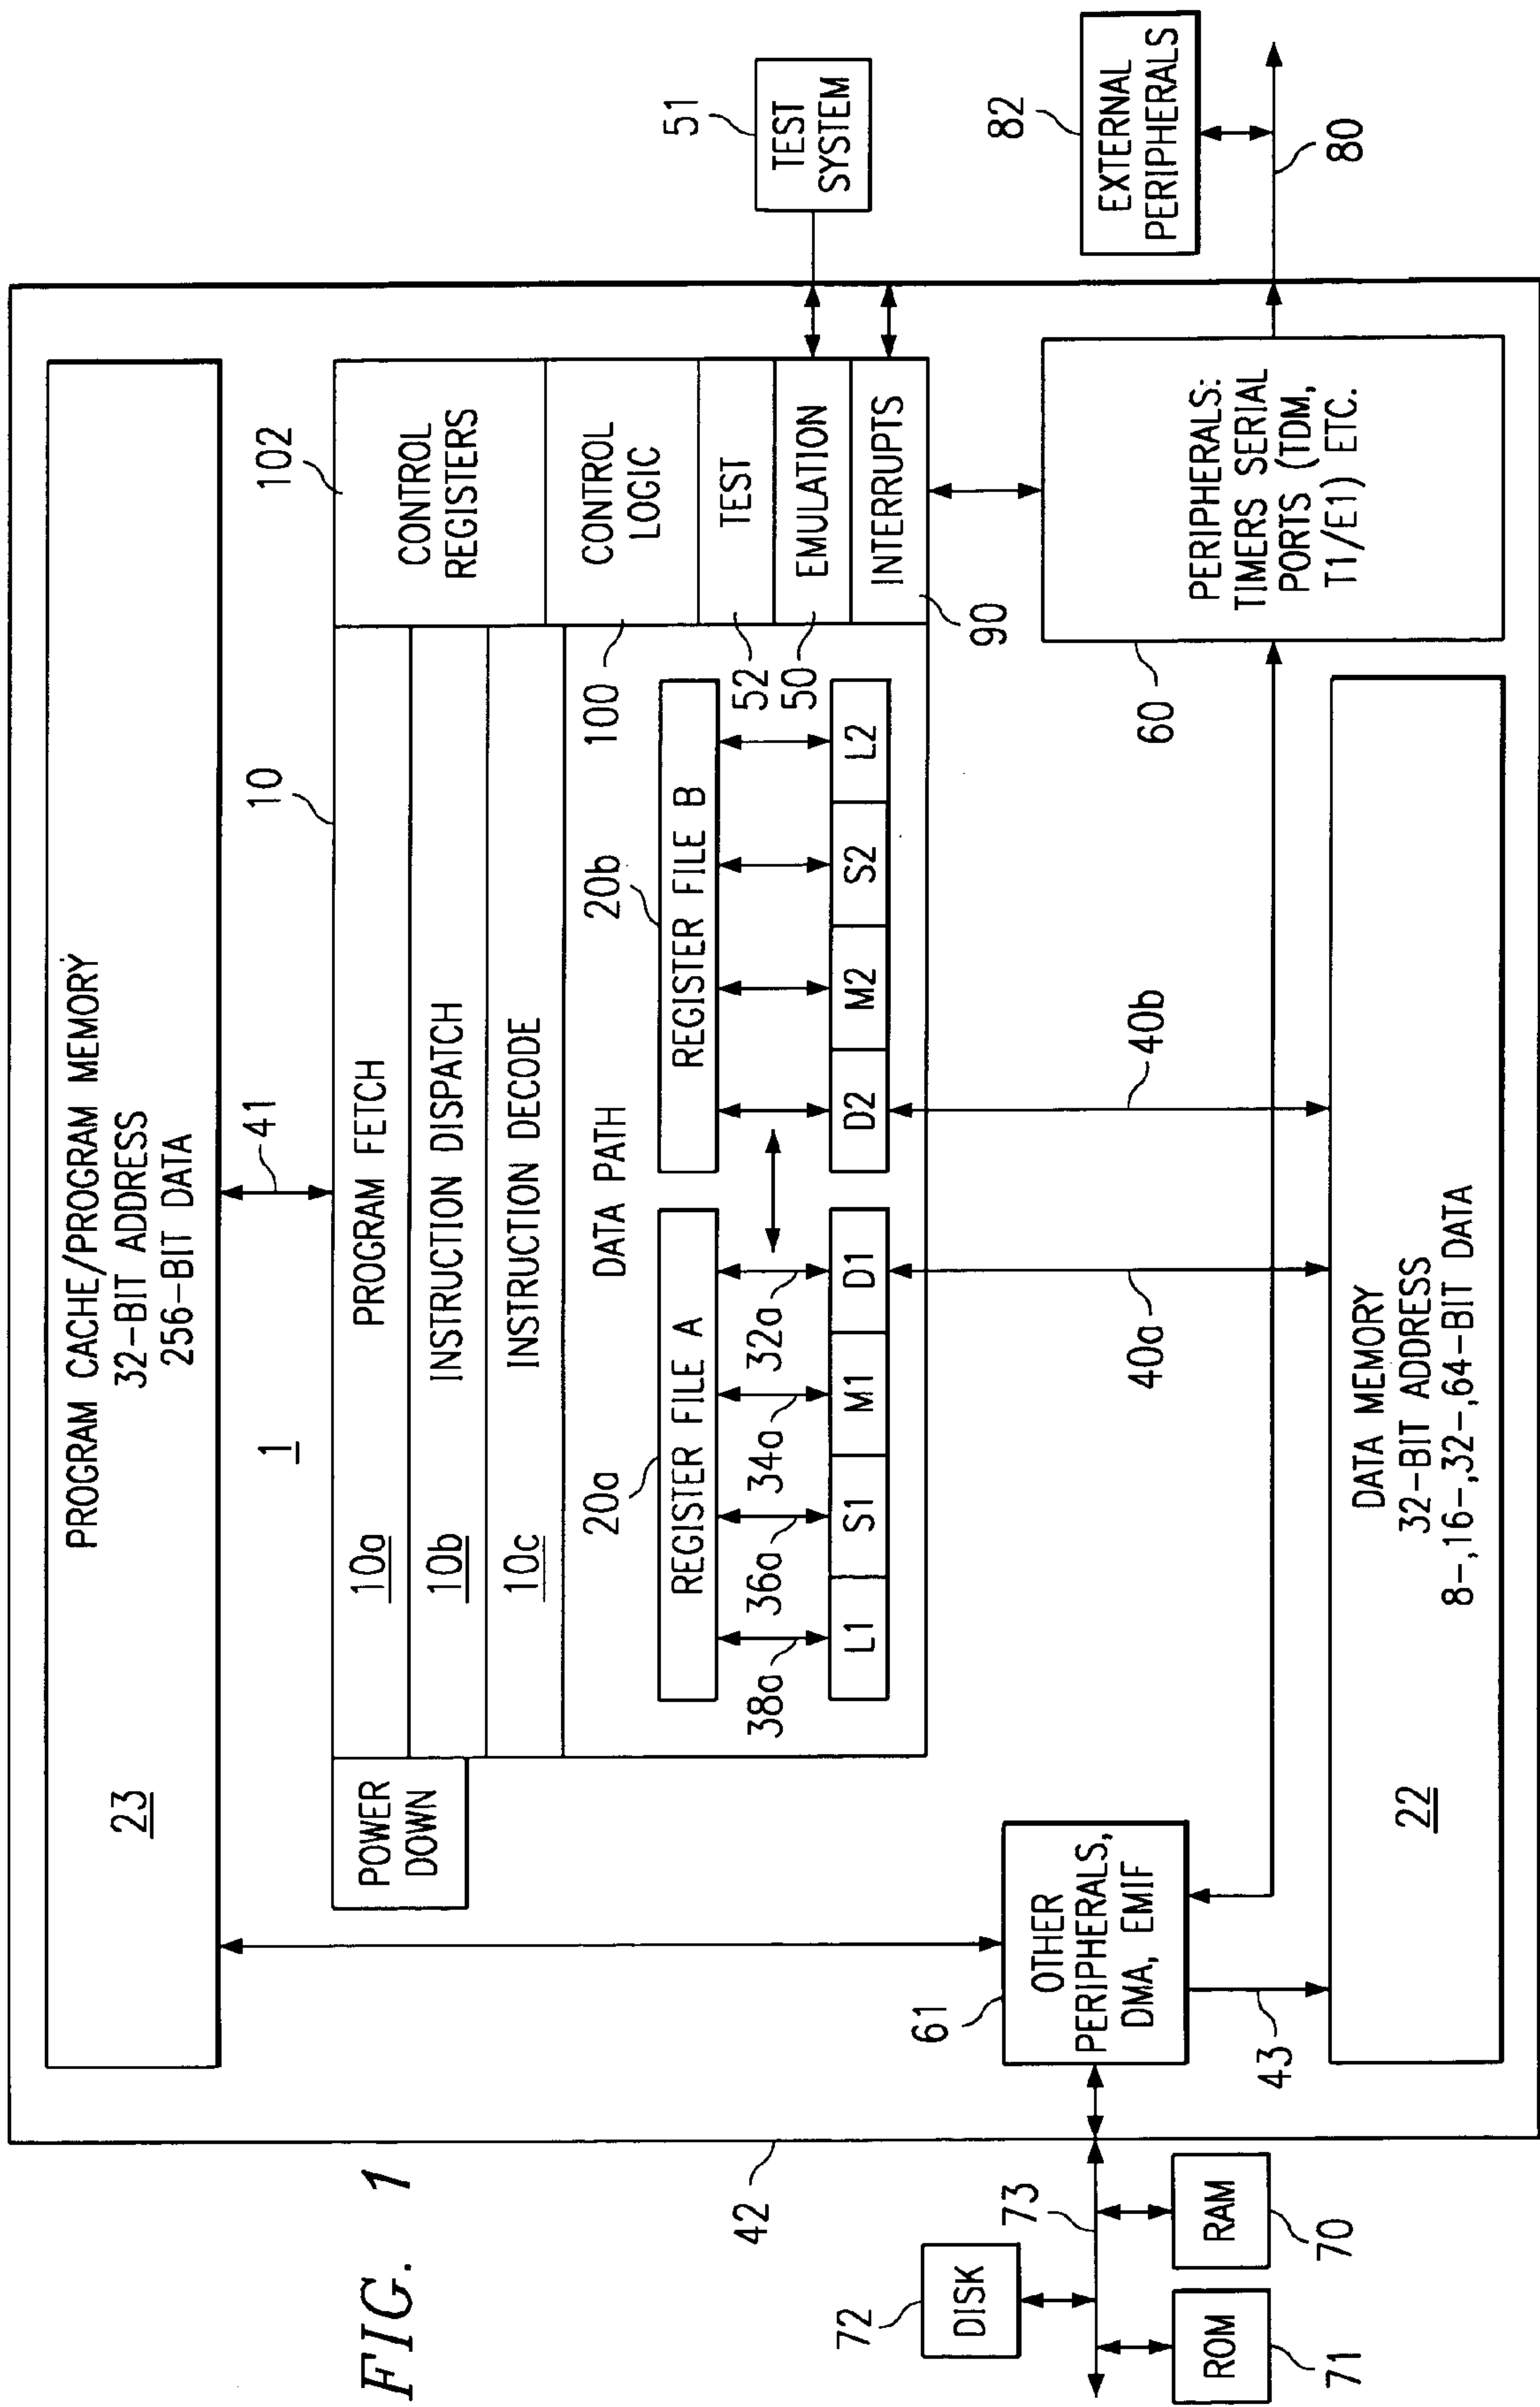 PROGRAM CACHE/PROGRAM MEMORY
32-BIT ADDRESS
256-BIT DATA
23
41
1
10
102
POWER
DOWN
10a
PROGRAM FETCH
10b
INSTRUCTION DISPATCH
10c
INSTRUCTION DECODE
CONTROL
REGISTERS
CONTROL
LOGIC
TEST
EMULATION
INTERRUPTS
100
52
50
90
DATA PATH
20a
REGISTER FILE A
20b
REGISTER FILE B
38a
36a
34a
32a
L1
S1
M1
D1
D2
M2
S2
L2
51
TEST
SYSTEM
82
EXTERNAL
PERIPHERALS
80
PERIPHERALS:
TIMERS SERIAL
PORTS (TDM,
T1/E1) ETC.
60
40a
40b
61
OTHER
PERIPHERALS,
DMA, EMIF
43
DATA MEMORY
32-BIT ADDRESS
8-,16-,32-,64-BIT DATA
22
42
73
72
DISK
RAM
70
ROM
71
FIG. 1